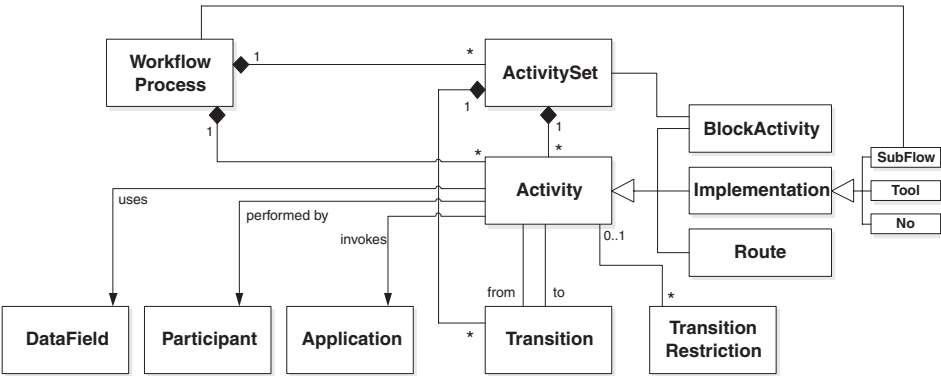 Workflow
Process
1
*
ActivitySet
1
1
1
*
*
BlockActivity
SubFlow
Activity
Implementation
Tool
No
uses
performed by
invokes
0..1
Route
from
to
*
*
DataField
Participant
Application
Transition
Transition
Restriction